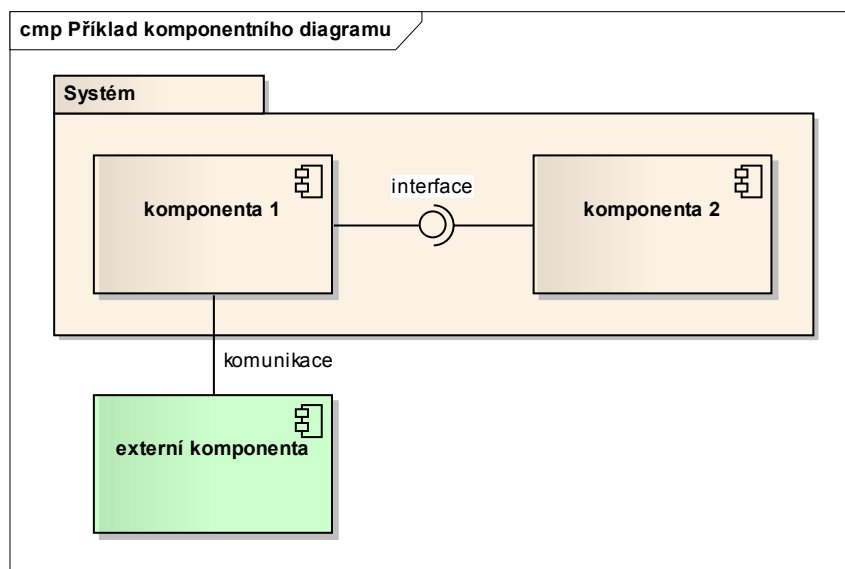 cmp Příklad komponentního diagramu
Systém
komponenta 1
interface
komponenta 2
komunikace
externí komponenta